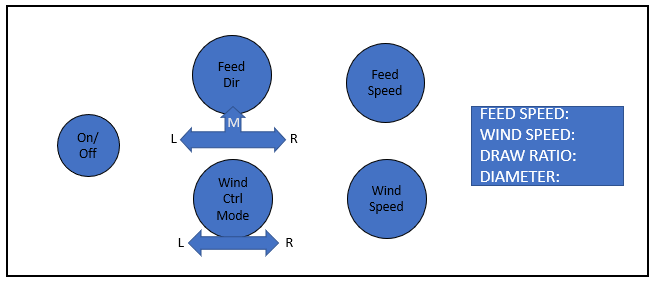 Feed
Dir
Feed
Speed
M
L
R
On/
Off
FEED SPEED:
WIND SPEED:
DRAW RATIO:
DIAMETER:
Wind
Ctrl
Mode
Wind
Speed
L
R